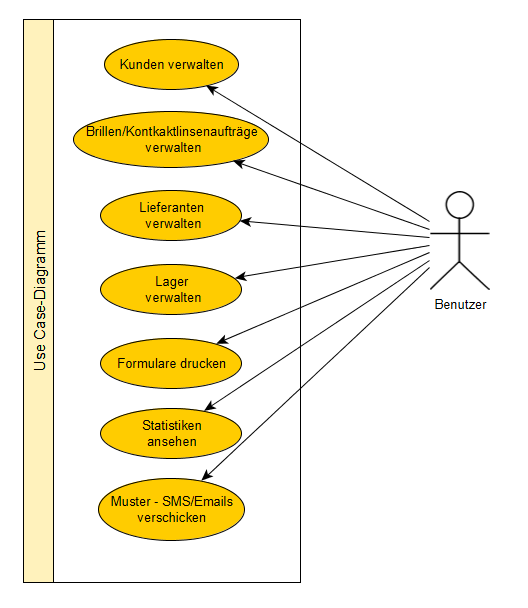 Use Case-Diagramm
Kunden verwalten
Brillen/Kontkaktlinsenaufträge
verwalten
Lieferanten
verwalten
Lager
verwalten
Formulare drucken
Statistiken
ansehen
Muster - SMS/Emails
verschicken
Benutzer